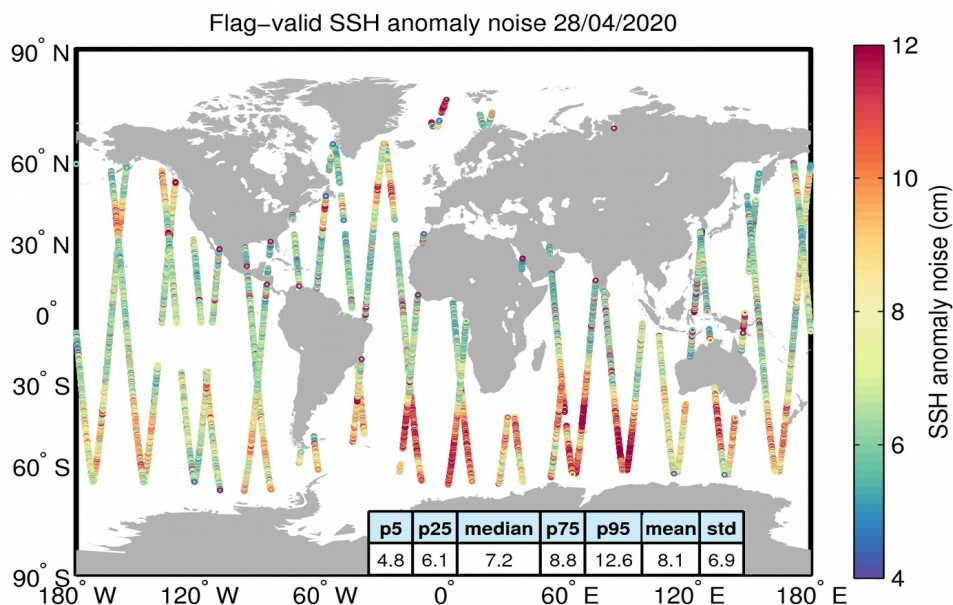 Flag−valid SSH anomaly noise 28/04/2020
90° N
60° N
30° N
0°
30° S
60° S
90° S
180° W
120° W
60° W
0°
60° E
120° E
180° E
12
10
8
6
4
SSH anomaly noise (cm)
p5 p25 median p75 p95 mean std
4.8 6.1 7.2 8.8 12.6 8.1 6.9